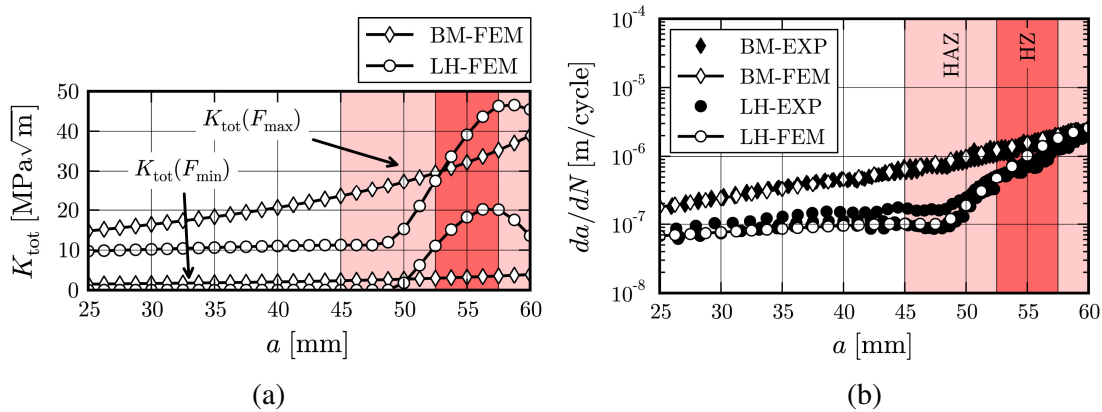 BM-FEM
LH-FEM
K_tot(F_max)
K_tot(F_min)
K_tot [MPa√m]
50
40
30
20
10
0
25 30 35 40 45 50 55 60
a [mm]
(a)
BM-EXP
BM-FEM
LH-EXP
LH-FEM
HAZ
HZ
da/dN [m/cycle]
10^-4
10^-5
10^-6
10^-7
10^-8
25 30 35 40 45 50 55 60
a [mm]
(b)